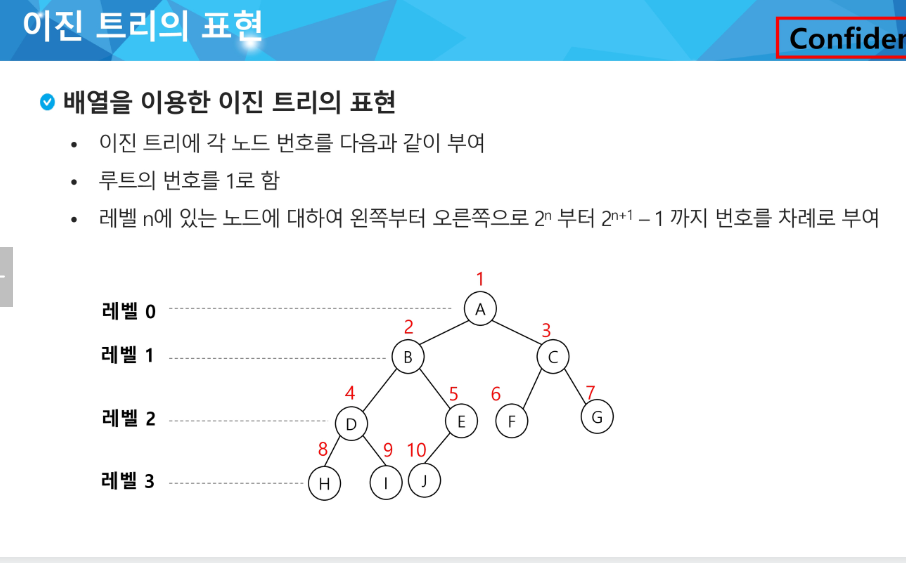 이진 트리의 표현
Confiden
배열을 이용한 이진 트리의 표현
• 이진 트리에 각 노드 번호를 다음과 같이 부여
• 루트의 번호를 1로 함
• 레벨 n에 있는 노드에 대하여 왼쪽부터 오른쪽으로 2ⁿ 부터 2ⁿ⁺¹ – 1 까지 번호를 차례로 부여
1
레벨 0 A
2 3
레벨 1 B C
4 5 6 7
레벨 2 D E F G
8 9 10
레벨 3 H I J